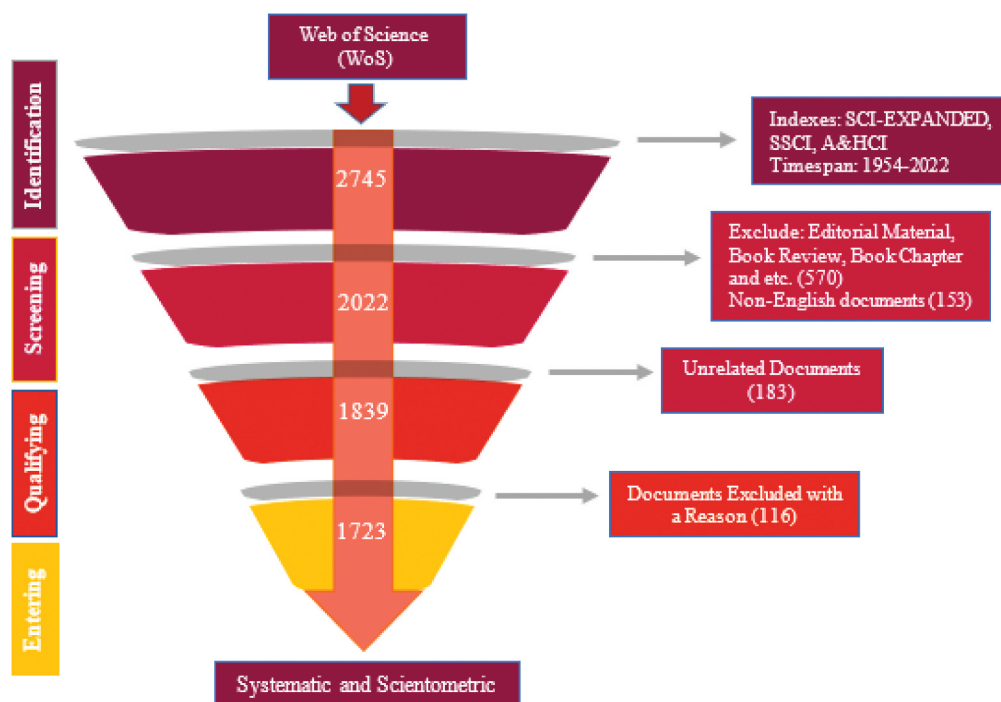 Web of Science
(WoS)
Identification
Indexes: SCI-EXPANDED,
SSCI, A&HCI
Timespan: 1954-2022
2745
Screening
Exclude: Editorial Material,
Book Review, Book Chapter
and etc. (570)
Non-English documents (153)
2022
Unrelated Documents
(183)
1839
Qualifying
Documents Excluded with
a Reason (116)
1723
Entering
Systematic and Scientometric